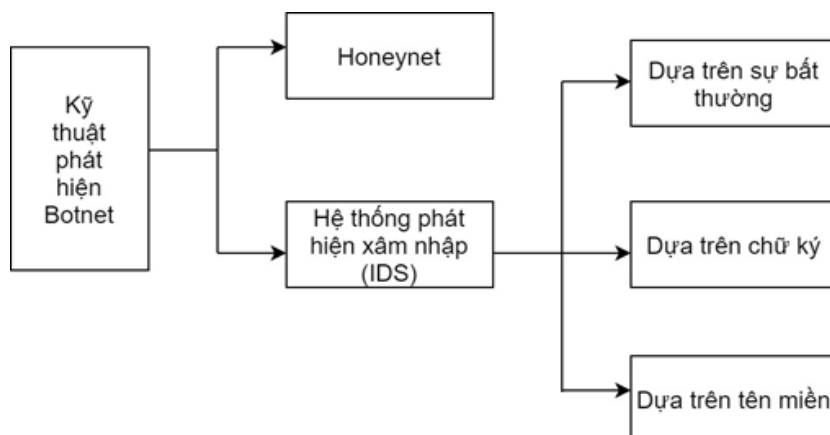 Kỹ
thuật
phát
hiện
Botnet
Honeynet
Hệ thống phát
hiện xâm nhập
(IDS)
Dựa trên sự bất
thường
Dựa trên chữ ký
Dựa trên tên miền